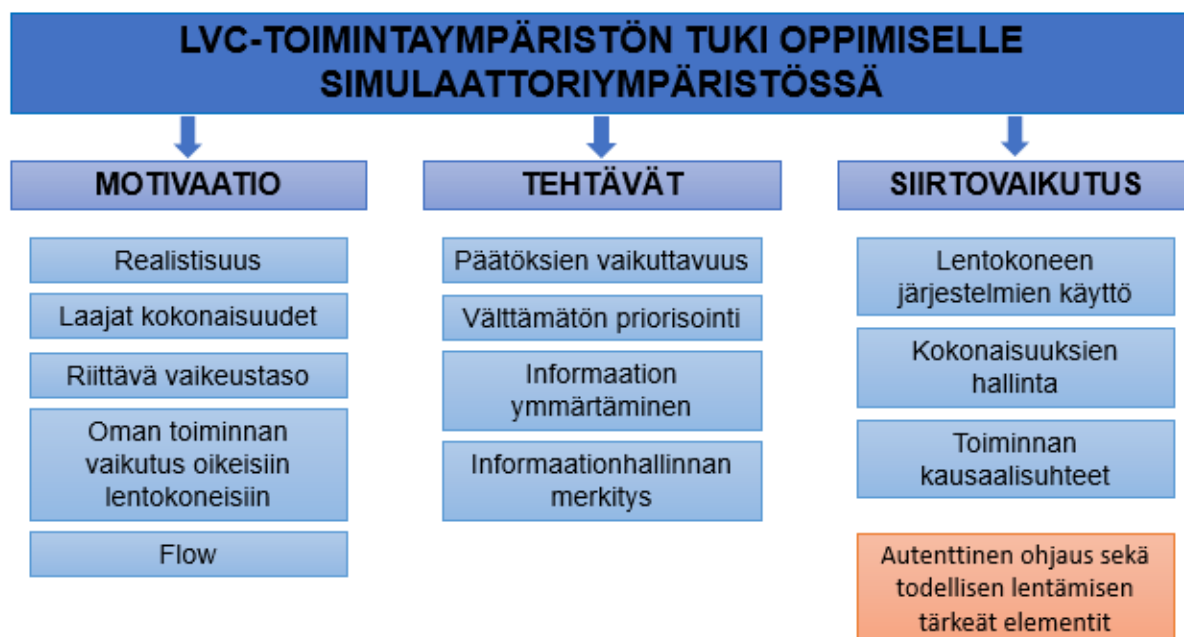 LVC-TOIMINTAYMPÄRISTÖN TUKI OPPIMISELLE
SIMULAATTORIYMPÄRISTÖSSÄ
MOTIVAATIO
Realistisuus
Laajat kokonaisuudet
Riittävä vaikeustaso
Oman toiminnan
vaikutus oikeisiin
lentokoneisiin
Flow
TEHTÄVÄT
Päätöksien vaikuttavuus
Välttämätön priorisointi
Informaation
ymmärtäminen
Informaationhallinnan
merkitys
SIIRTOVAIKUTUS
Lentokoneen
järjestelmien käyttö
Kokonaisuuksien
hallinta
Toiminnan
kausaalisuhteet
Autenttinen ohjaus sekä
todellisen lentämisen
tärkeät elementit